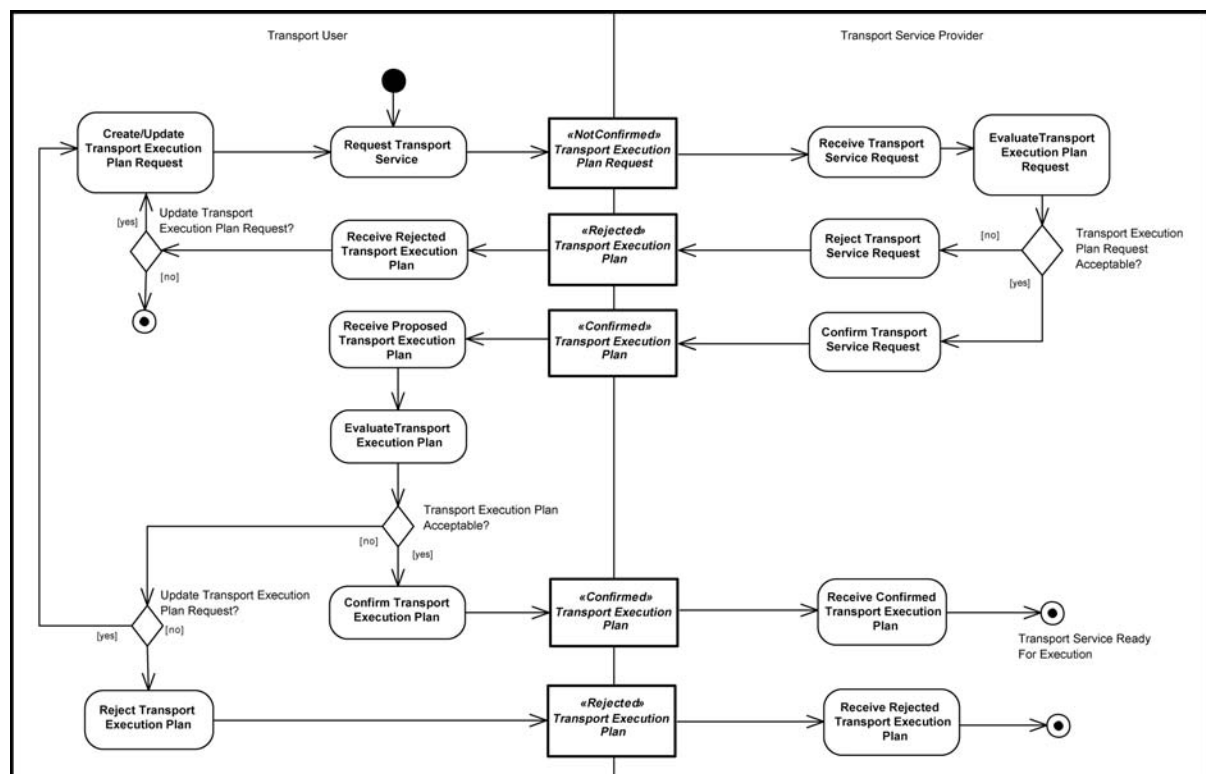 Transport User
Transport Service Provider
Create/Update
Transport Execution
Plan Request
Request Transport
Service
«NotConfirmed»
Transport Execution
Plan Request
Receive Transport
Service Request
EvaluateTransport
Execution Plan
Request
[yes]
Update Transport
Execution Plan Request?
[no]
Receive Rejected
Transport Execution
Plan
«Rejected»
Transport Execution
Plan
Reject Transport
Service Request
[no]
[yes]
Transport Execution
Plan Request
Acceptable?
Receive Proposed
Transport Execution
Plan
«Confirmed»
Transport Execution
Plan
Confirm Transport
Service Request
EvaluateTransport
Execution Plan
Transport Execution Plan
Acceptable?
[no]
[yes]
Update Transport Execution
Plan Request?
[yes]
[no]
Confirm Transport
Execution Plan
«Confirmed»
Transport Execution
Plan
Receive Confirmed
Transport Execution
Plan
Transport Service Ready
For Execution
Reject Transport
Execution Plan
«Rejected»
Transport Execution
Plan
Receive Rejected
Transport Execution
Plan